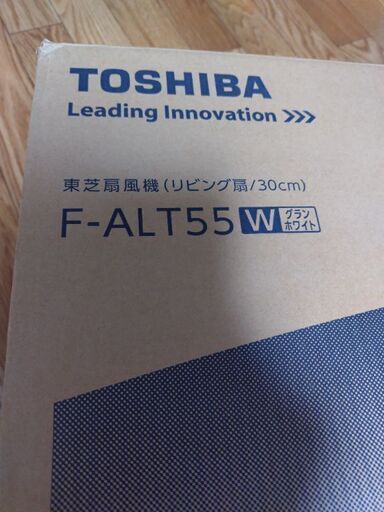 TOSHIBA
Leading Innovation >>>
東芝扇風機(リビング扇/30cm)
F-ALT55 W グランホワイト